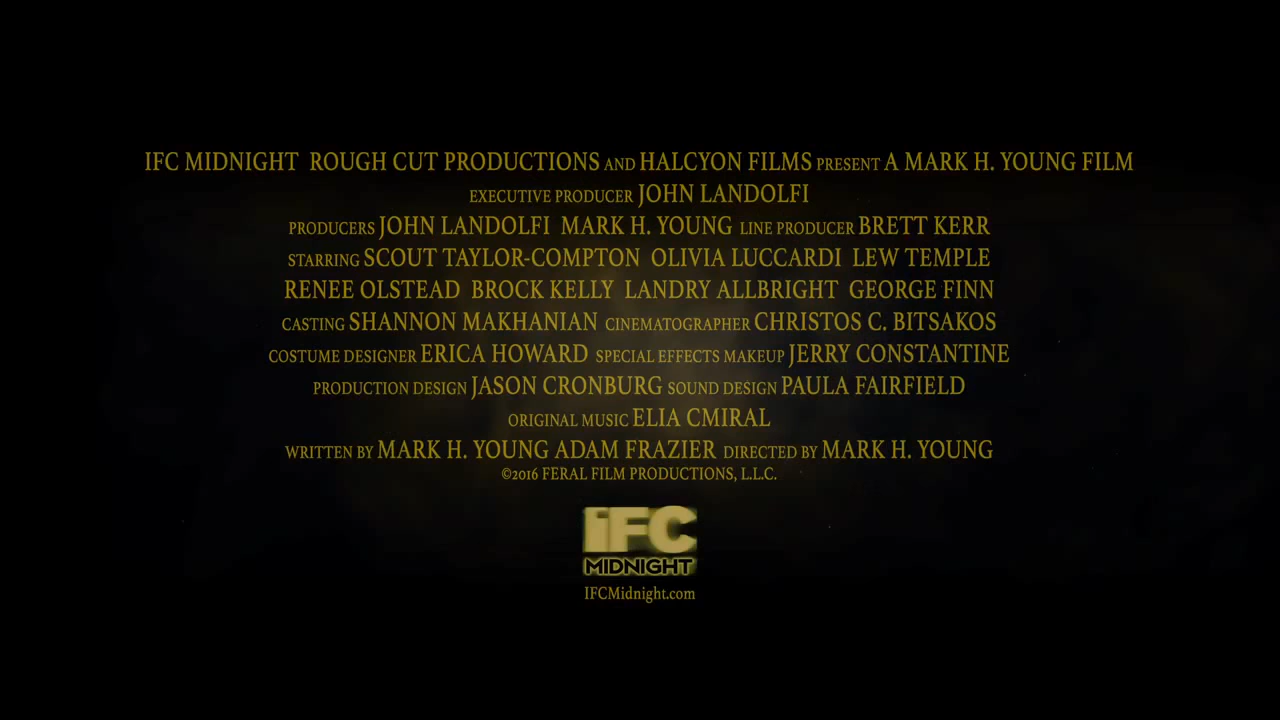 IFC MIDNIGHT ROUGH CUT PRODUCTIONS AND HALCYON FILMS PRESENT A MARK H. YOUNG FILM
EXECUTIVE PRODUCER JOHN LANDOLFI
PRODUCERS JOHN LANDOLFI MARK H. YOUNG LINE PRODUCER BRETT KERR
STARRING SCOUT TAYLOR-COMPTON OLIVIA LUCCARDI LEW TEMPLE
RENEE OLSTEAD BROCK KELLY LANDRY ALLBRIGHT GEORGE FINN
CASTING SHANNON MAKHANIAN CINEMATOGRAPHER CHRISTOS C. BITSAKOS
COSTUME DESIGNER ERICA HOWARD SPECIAL EFFECTS MAKEUP JERRY CONSTANTINE
PRODUCTION DESIGN JASON CRONBURG SOUND DESIGN PAULA FAIRFIELD
ORIGINAL MUSIC ELIA CMIRAL
WRITTEN BY MARK H. YOUNG ADAM FRAZIER DIRECTED BY MARK H. YOUNG
©2016 FERAL FILM PRODUCTIONS, L.L.C.
iFC
MIDNIGHT
IFCMidnight.com